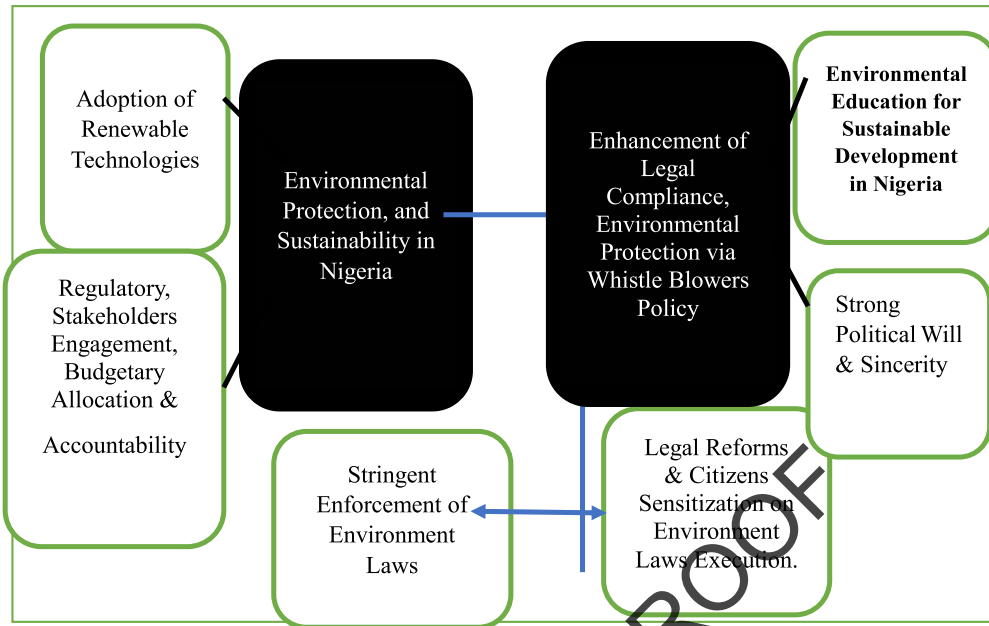 Adoption of
Renewable
Technologies
Regulatory,
Stakeholders
Engagement,
Budgetary
Allocation &
Accountability
Environmental
Protection, and
Sustainability in
Nigeria
Enhancement of
Legal
Compliance,
Environmental
Protection via
Whistle Blowers
Policy
Environmental
Education for
Sustainable
Development
in Nigeria
Strong
Political Will
& Sincerity
Stringent
Enforcement of
Environment
Laws
Legal Reforms
& Citizens
Sensitization on
Environment
Laws Execution.
ROOF